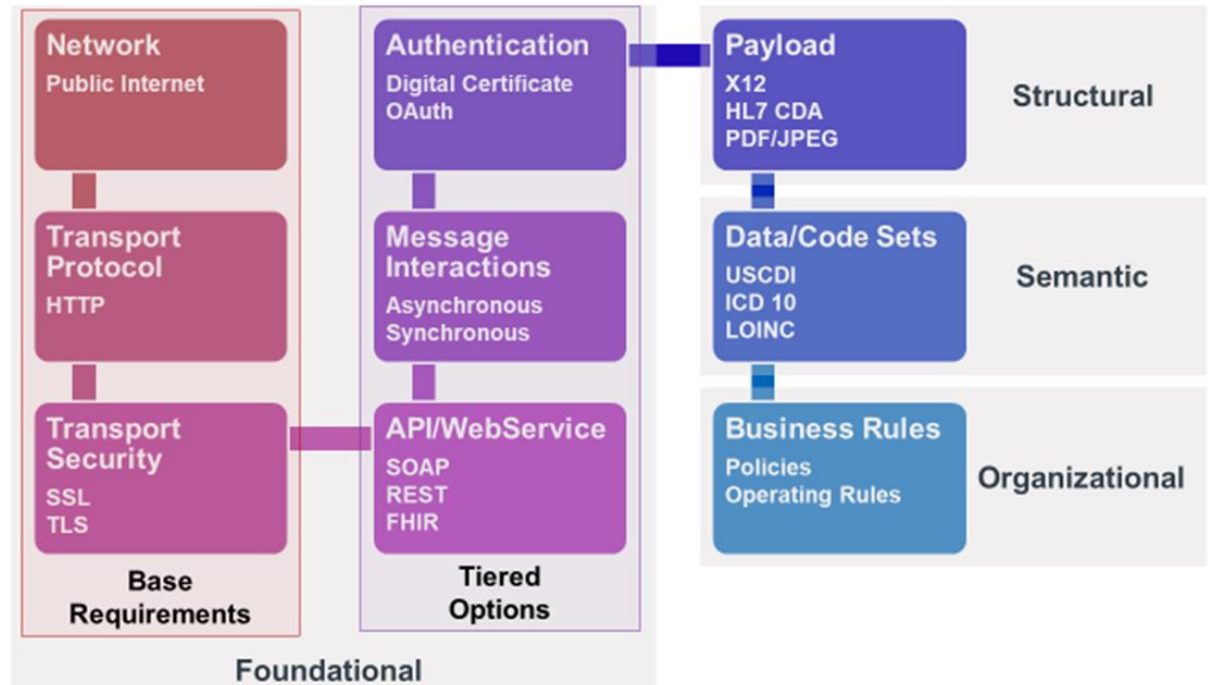 Network
Public Internet
Transport
Protocol
HTTP
Transport
Security
SSL
TLS
Base
Requirements
Authentication
Digital Certificate
OAuth
Message
Interactions
Asynchronous
Synchronous
API/WebService
SOAP
REST
FHIR
Tiered
Options
Foundational
Payload
X12
HL7 CDA
PDF/JPEG
Structural
Data/Code Sets
USCDI
ICD 10
LOINC
Semantic
Business Rules
Policies
Operating Rules
Organizational